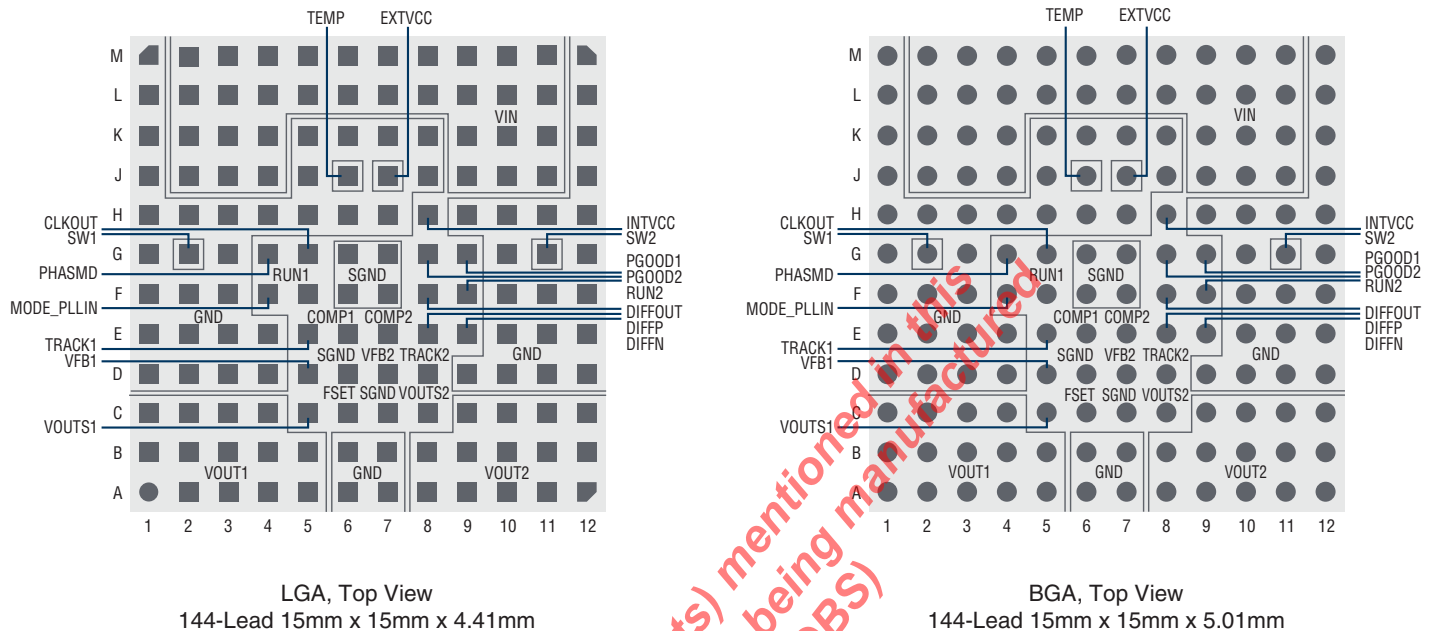 TEMP EXTVCC
M
L
VIN
K
J
H
CLKOUT INTVCC
SW1 SW2
G
PGOOD1
PHASMD RUN1 SGND PGOOD2
RUN2
F
MODE_PLLIN GND COMP1 COMP2 DIFFOUT
E DIFFP
TRACK1 DIFFN
VFB1 SGND VFB2 TRACK2 GND
D
FSET SGND VOUTS2
C
VOUTS1
B
VOUT1 GND VOUT2
A
1 2 3 4 5 6 7 8 9 10 11 12
LGA, Top View
144-Lead 15mm x 15mm x 4.41mm
TEMP EXTVCC
M
L
VIN
K
J
H
CLKOUT INTVCC
SW1 SW2
G
PGOOD1
PHASMD RUN1 SGND PGOOD2
RUN2
F
MODE_PLLIN GND COMP1 COMP2 DIFFOUT
E DIFFP
TRACK1 DIFFN
VFB1 SGND VFB2 TRACK2 GND
D
FSET SGND VOUTS2
C
VOUTS1
B
VOUT1 GND VOUT2
A
1 2 3 4 5 6 7 8 9 10 11 12
BGA, Top View
144-Lead 15mm x 15mm x 5.01mm
ts) mentioned in this
being manufactured
OBS)